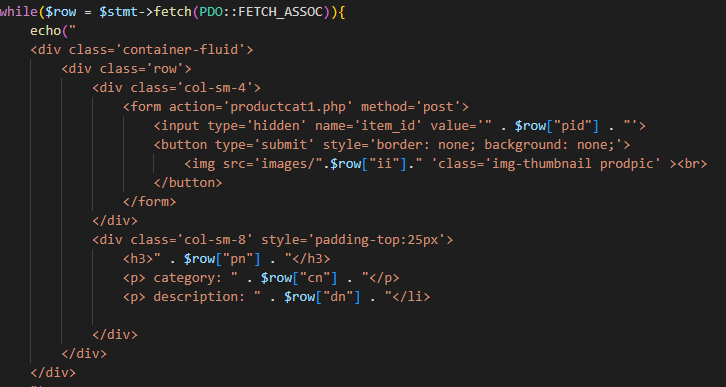 while($row = $stmt->fetch(PDO::FETCH_ASSOC)){
    echo("
    <div class='container-fluid'>
        <div class='row'>
            <div class='col-sm-4'>
                <form action='productcat1.php' method='post'>
                    <input type='hidden' name='item_id' value='" . $row["pid"] . "'>
                    <button type='submit' style='border: none; background: none;'>
                        <img src='images/".$row["ii"]." 'class='img-thumbnail prodpic' ><br>
                    </button>
                </form>
            </div>
            <div class='col-sm-8' style='padding-top:25px'>
                <h3>" . $row["pn"] . "</h3>
                <p> category: " . $row["cn"] . "</p>
                <p> description: " . $row["dn"] . "</li>
            </div>
        </div>
    </div>